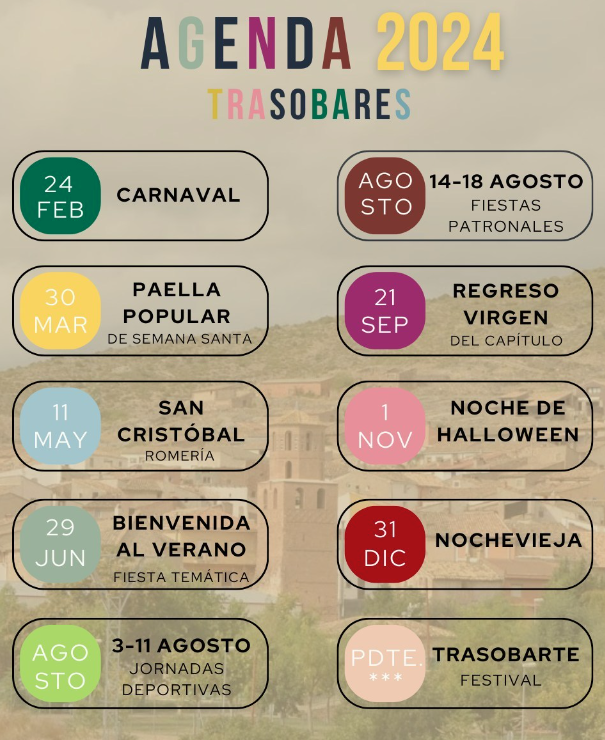 AGENDA 2024
TRASOBARES
24
FEB
CARNAVAL
30
MAR
PAELLA
POPULAR
DE SEMANA SANTA
11
MAY
SAN
CRISTÓBAL
ROMERÍA
29
JUN
BIENVENIDA
AL VERANO
FIESTA TEMÁTICA
AGO
STO
3-11 AGOSTO
JORNADAS
DEPORTIVAS
AGO
STO
14-18 AGOSTO
FIESTAS
PATRONALES
21
SEP
REGRESO
VIRGEN
DEL CAPÍTULO
1
NOV
NOCHE DE
HALLOWEEN
31
DIC
NOCHEVIEJA
PDTE.
***
TRASOBARTE
FESTIVAL